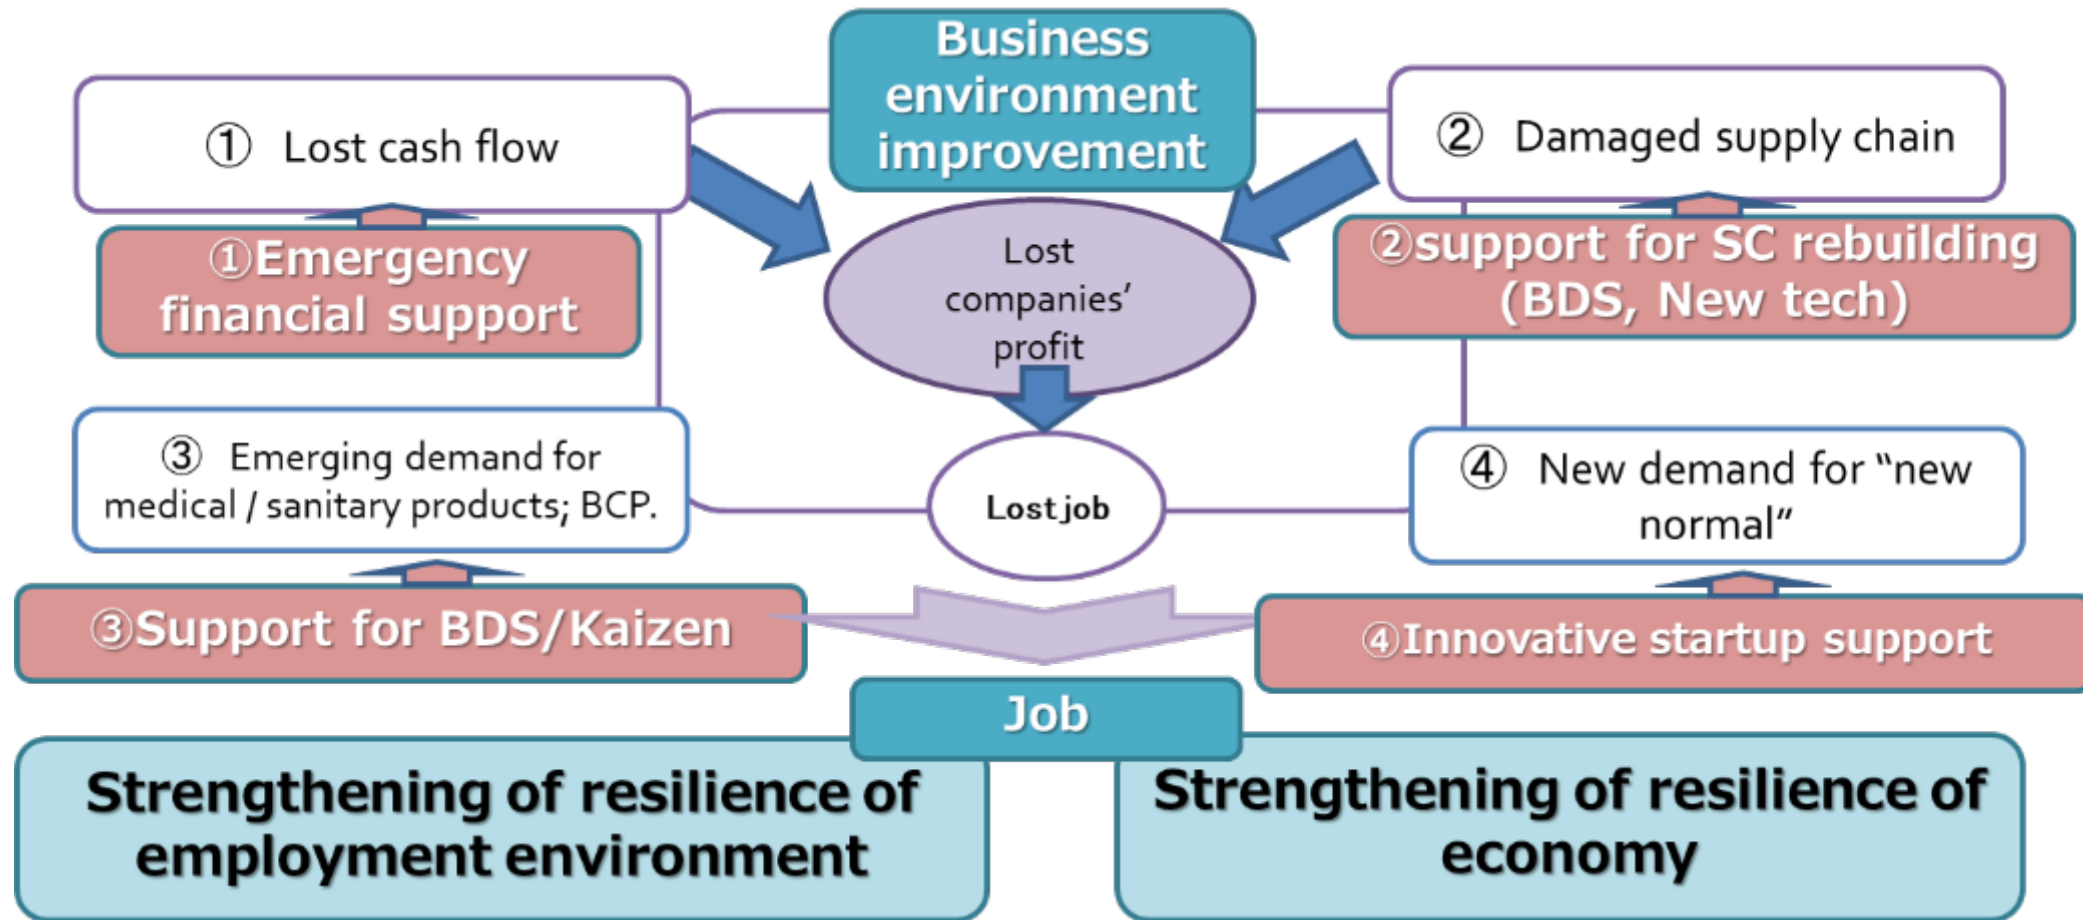 Business
environment
improvement
① Lost cash flow
② Damaged supply chain
①Emergency
financial support
Lost
companies’
profit
②support for SC rebuilding
(BDS, New tech)
③ Emerging demand for
medical / sanitary products; BCP.
Lost job
④ New demand for “new
normal”
③Support for BDS/Kaizen
④Innovative startup support
Job
Strengthening of resilience of
employment environment
Strengthening of resilience of
economy